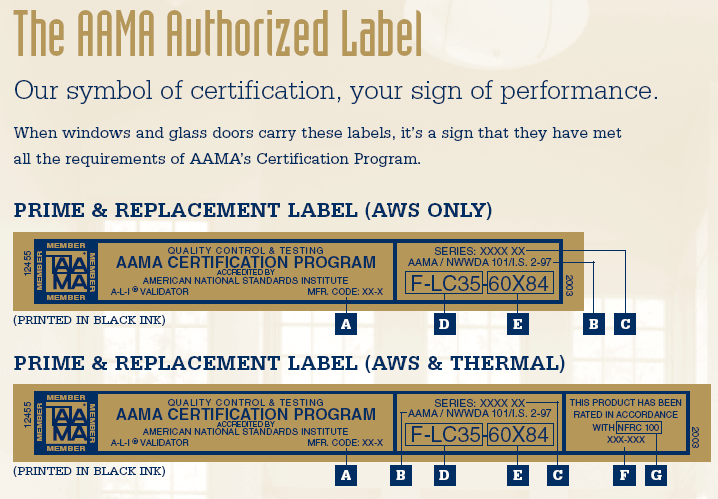 The AAMA Authorized Label
Our symbol of certification, your sign of performance.
When windows and glass doors carry these labels, it's a sign that they have met
all the requirements of AAMA's Certification Program.
PRIME & REPLACEMENT LABEL (AWS ONLY)
12455
MEMBER
MEMBER
AAMA
MEMBER
MEMBER
QUALITY CONTROL & TESTING
AAMA CERTIFICATION PROGRAM
ACCREDITED BY
AMERICAN NATIONAL STANDARDS INSTITUTE
A-L-I ® VALIDATOR MFR. CODE: XX-X
SERIES: XXXX XX
AAMA / NWWDA 101/I.S. 2-97
F-LC35-60X84
2003
(PRINTED IN BLACK INK)
A D E B C
PRIME & REPLACEMENT LABEL (AWS & THERMAL)
12455
MEMBER
MEMBER
AAMA
MEMBER
MEMBER
QUALITY CONTROL & TESTING
AAMA CERTIFICATION PROGRAM
ACCREDITED BY
AMERICAN NATIONAL STANDARDS INSTITUTE
A-L-I ® VALIDATOR MFR. CODE: XX-X
SERIES: XXXX XX
AAMA / NWWDA 101/I.S. 2-97
F-LC35-60X84
THIS PRODUCT HAS BEEN
RATED IN ACCORDANCE
WITH NFRC 100
XXX-XXX
2003
(PRINTED IN BLACK INK)
A B D E C F G